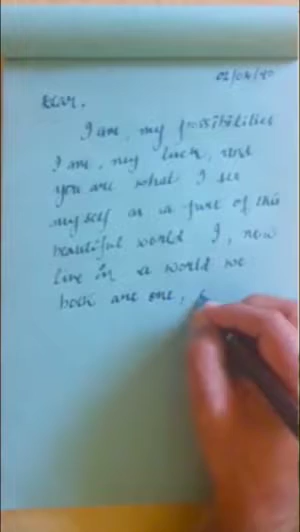 02/04/20
Dear,
I am, my possibilities
I am, my luck, and
you are what I see
myself as a part of this
beautiful world I, now
live in a world we
both are one,